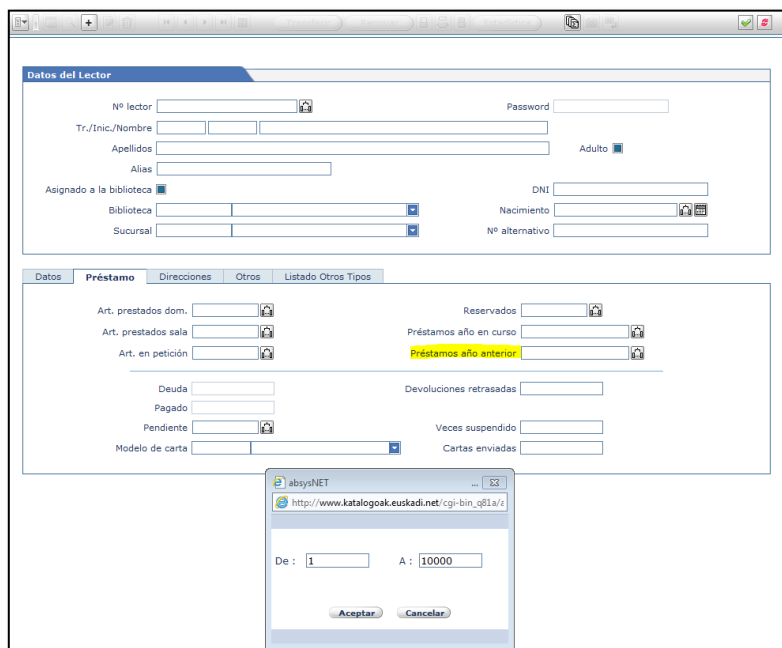 Datos del Lector
Nº lector
Password
Tr./Inic./Nombre
Apellidos
Adulto
Alias
Asignado a la biblioteca
DNI
Biblioteca
Nacimiento
Sucursal
Nº alternativo
Datos Préstamo Direcciones Otros Listado Otros Tipos
Art. prestados dom.
Reservados
Art. prestados sala
Préstamos año en curso
Art. en petición
Préstamos año anterior
Deuda
Devoluciones retrasadas
Pagado
Pendiente
Veces suspendido
Modelo de carta
Cartas enviadas
absysNET ...
http://www.katalogoak.euskadi.net/cgi-bin_q81a/a
De : 1 A : 10000
Aceptar Cancelar